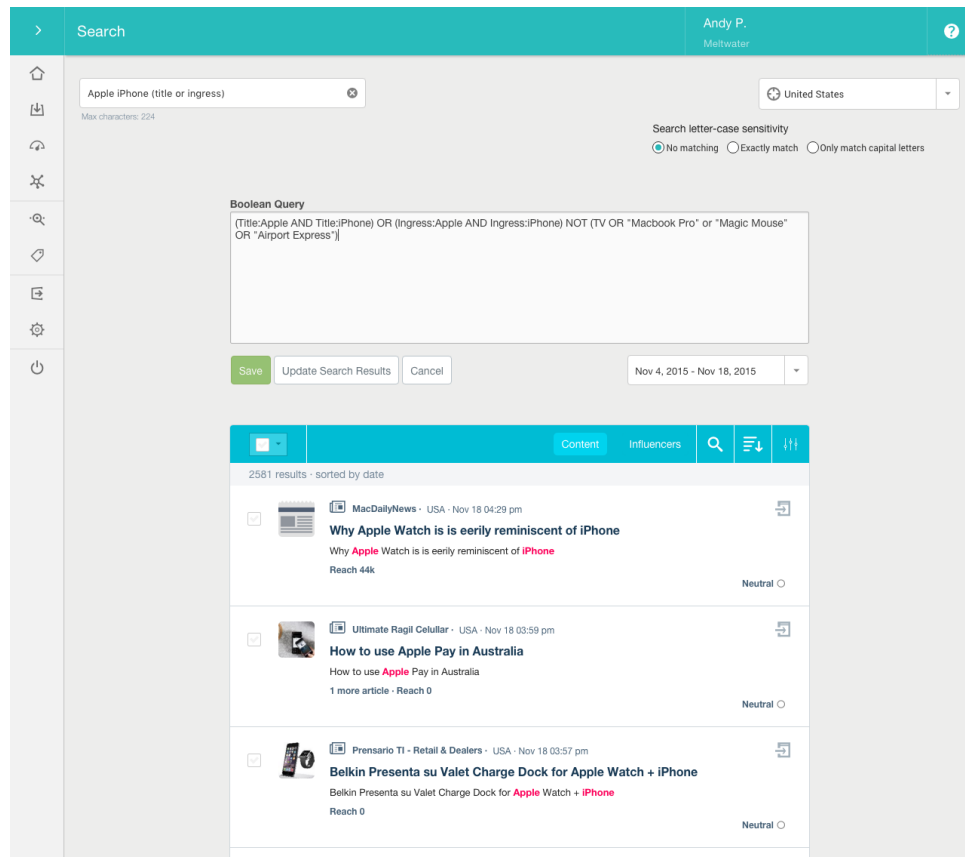 Search
Andy P.
Meltwater
?
Apple iPhone (title or ingress)
Max characters: 224
United States
Search letter-case sensitivity
No matching Exactly match Only match capital letters
Boolean Query
(Title:Apple AND Title:iPhone) OR (Ingress:Apple AND Ingress:iPhone) NOT (TV OR "Macbook Pro" or "Magic Mouse"
OR "Airport Express")
Save Update Search Results Cancel
Nov 4, 2015 - Nov 18, 2015
Content Influencers
2581 results · sorted by date
MacDailyNews · USA · Nov 18 04:29 pm
Why Apple Watch is is eerily reminiscent of iPhone
Why Apple Watch is is eerily reminiscent of iPhone
Reach 44k
Neutral
Ultimate Ragil Celullar · USA · Nov 18 03:59 pm
How to use Apple Pay in Australia
How to use Apple Pay in Australia
1 more article · Reach 0
Neutral
Prensario TI - Retail & Dealers · USA · Nov 18 03:57 pm
Belkin Presenta su Valet Charge Dock for Apple Watch + iPhone
Belkin Presenta su Valet Charge Dock for Apple Watch + iPhone
Reach 0
Neutral